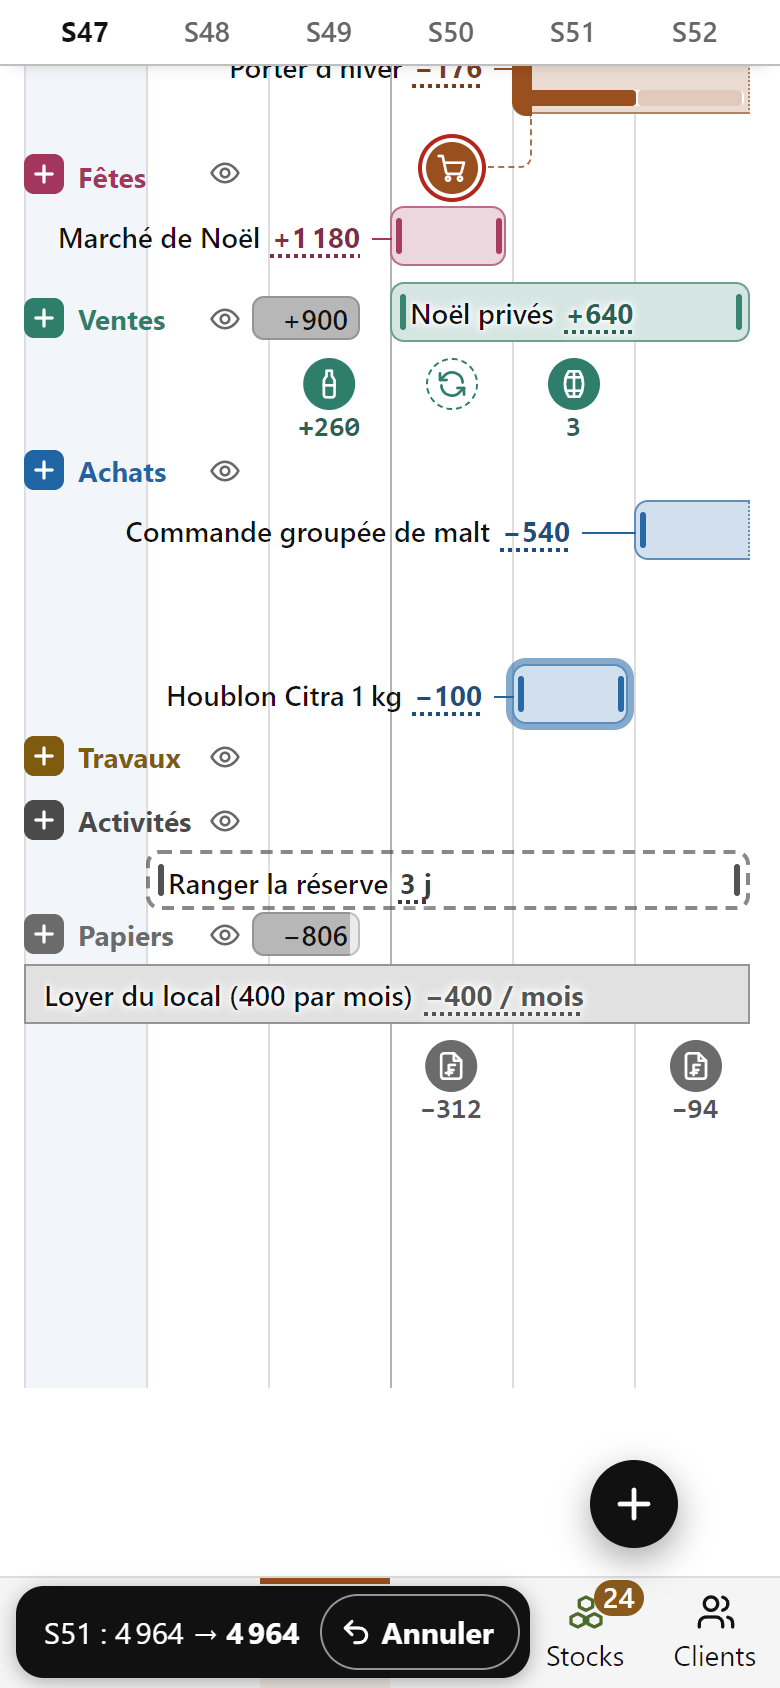 S47 S48 S49 S50 S51 S52
Porter d'hiver −176
Fêtes
Marché de Noël +1 180
Ventes +900 Noël privés +640
+260 3
Achats
Commande groupée de malt −540
Houblon Citra 1 kg −100
Travaux
Activités
Ranger la réserve 3 j
Papiers −806
Loyer du local (400 par mois) −400 / mois
−312 −94
S51 : 4 964 → 4 964 Annuler
24
Stocks Clients